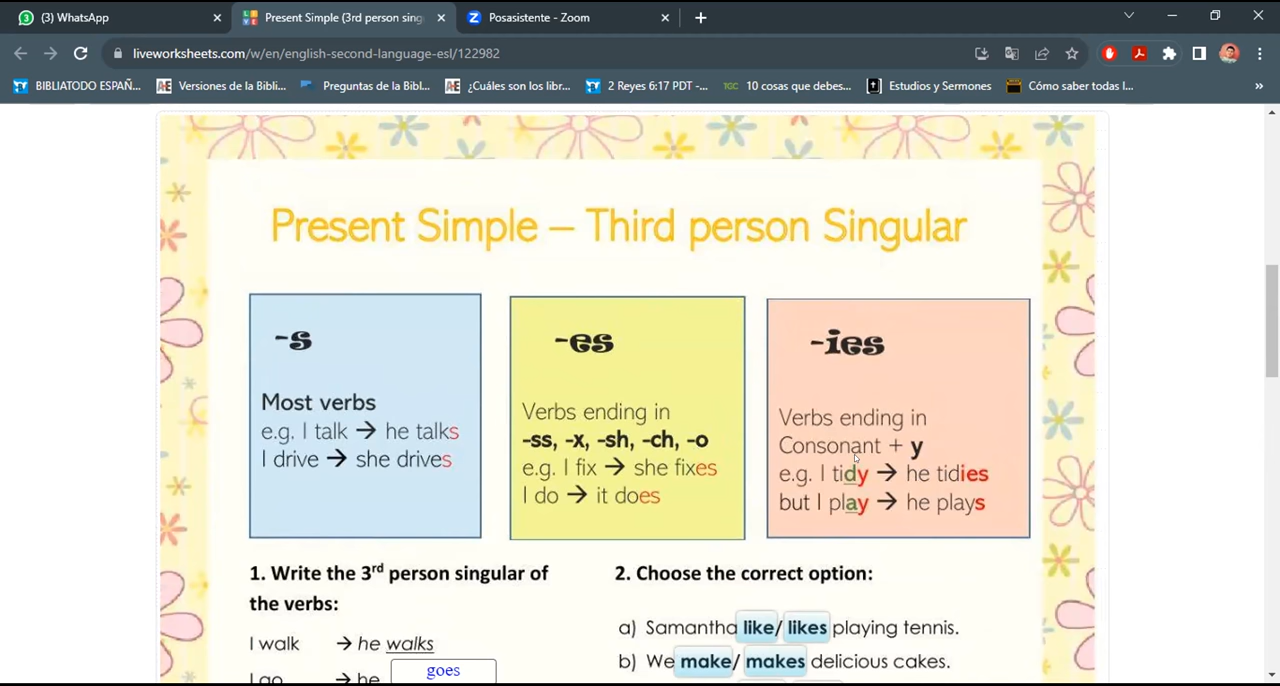 (3) WhatsApp
Present Simple (3rd person sing
Posasistente - Zoom
liveworksheets.com/w/en/english-second-language-esl/122982
BIBLIATODO ESPAÑ...
Versiones de la Bibli...
Preguntas de la Bibl...
¿Cuáles son los libr...
2 Reyes 6:17 PDT -...
TGC 10 cosas que debes...
Estudios y Sermones
Cómo saber todas l...
»
Present Simple – Third person Singular
-s
Most verbs
e.g. I talk → he talks
I drive → she drives
-es
Verbs ending in
-ss, -x, -sh, -ch, -o
e.g. I fix → she fixes
I do → it does
-ies
Verbs ending in
Consonant + y
e.g. I tidy → he tidies
but I play → he plays
1. Write the 3rd person singular of
the verbs:
I walk → he walks
I go → he goes
2. Choose the correct option:
a) Samantha like/ likes playing tennis.
b) We make/ makes delicious cakes.